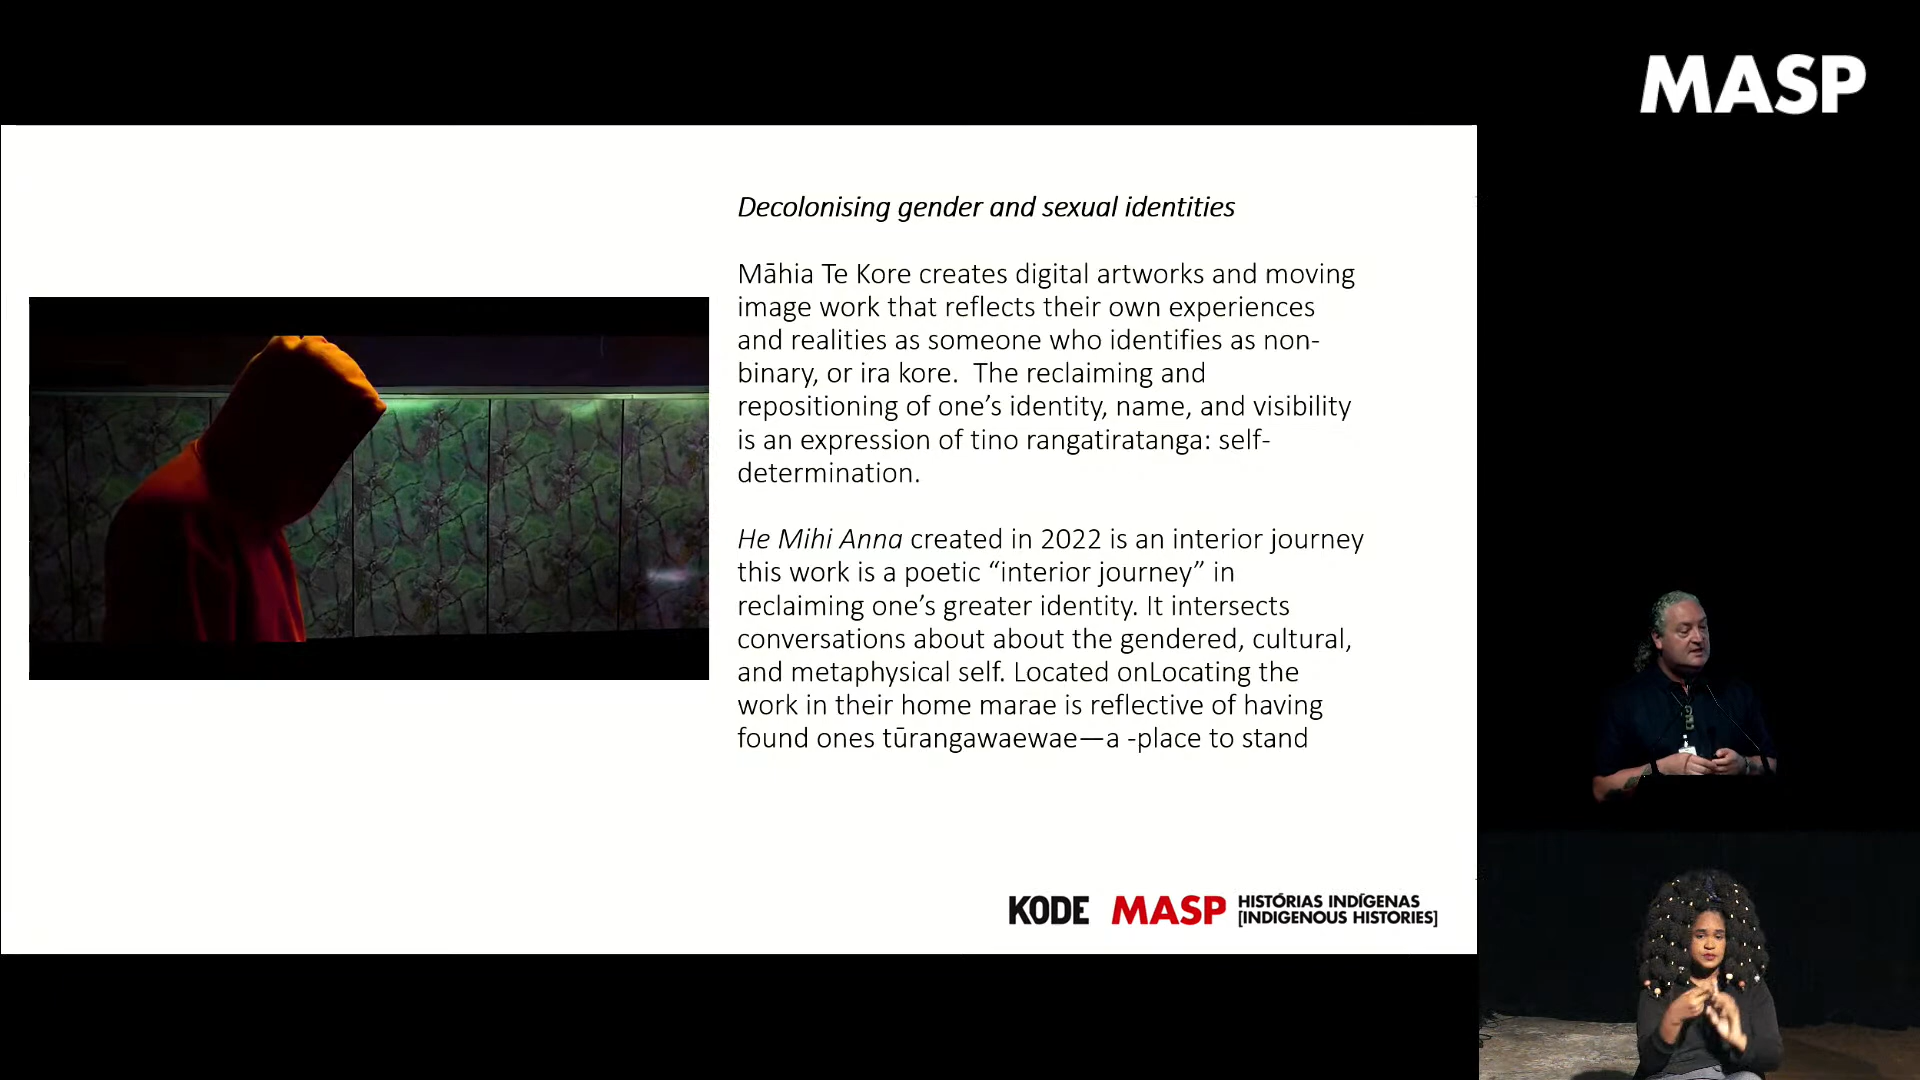 MASP
Decolonising gender and sexual identities
Māhia Te Kore creates digital artworks and moving
image work that reflects their own experiences
and realities as someone who identifies as non-
binary, or ira kore.  The reclaiming and
repositioning of one’s identity, name, and visibility
is an expression of tino rangatiratanga: self-
determination.
He Mihi Anna created in 2022 is an interior journey
this work is a poetic “interior journey” in
reclaiming one’s greater identity. It intersects
conversations about about the gendered, cultural,
and metaphysical self. Located onLocating the
work in their home marae is reflective of having
found ones tūrangawaewae—a -place to stand
KODE MASP HISTÓRIAS INDÍGENAS
[INDIGENOUS HISTORIES]